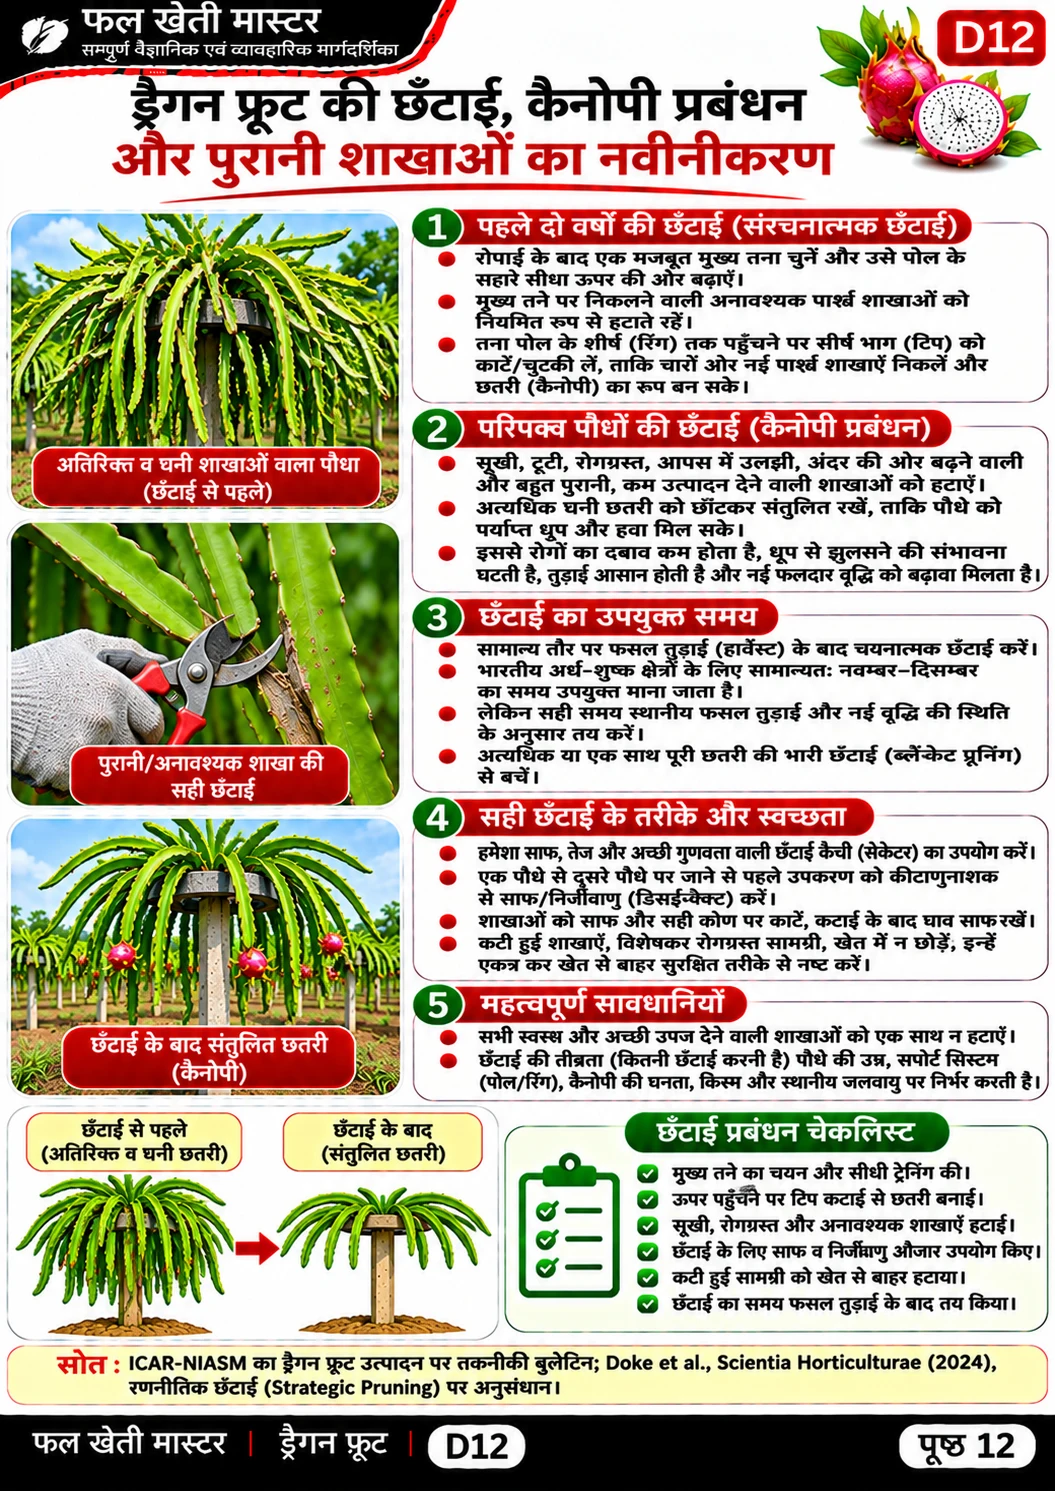 फल खेती मास्टर
सम्पूर्ण वैज्ञानिक एवं व्यावहारिक मार्गदर्शिका
D12
ड्रैगन फ्रूट की छँटाई, कैनोपी प्रबंधन
और पुरानी शाखाओं का नवीनीकरण
अतिरिक्त व घनी शाखाओं वाला पौधा
(छँटाई से पहले)
पुरानी/अनावश्यक शाखा की
सही छँटाई
छँटाई के बाद संतुलित छतरी
(कैनोपी)
1 पहले दो वर्षों की छँटाई (संरचनात्मक छँटाई)
रोपाई के बाद एक मजबूत मुख्य तना चुनें और उसे पोल के
सहारे सीधा ऊपर की ओर बढ़ाएँ।
मुख्य तने पर निकलने वाली अनावश्यक पार्श्व शाखाओं को
नियमित रूप से हटाते रहें।
तना पोल के शीर्ष (रिंग) तक पहुँचने पर सीर्ष भाग (टिप) को
काटें/चुटकी लें, ताकि चारों ओर नई पार्श्व शाखाएँ निकलें और
छतरी (कैनोपी) का रूप बन सके।
2 परिपक्व पौधों की छँटाई (कैनोपी प्रबंधन)
सूखी, टूटी, रोगग्रस्त, आपस में उलझी, अंदर की ओर बढ़ने वाली
और बहुत पुरानी, कम उत्पादन देने वाली शाखाओं को हटाएँ।
अत्यधिक घनी छतरी को छाँटकर संतुलित रखें, ताकि पौधे को
पर्याप्त धूप और हवा मिल सके।
इससे रोगों का दबाव कम होता है, धूप से झुलसने की संभावना
घटती है, तुड़ाई आसान होती है और नई फलदार वृद्धि को बढ़ावा मिलता है।
3 छँटाई का उपयुक्त समय
सामाल्य तौर पर फसल तुड़ाई (हार्वेस्ट) के बाद चयनात्मक छँटाई करें।
भारतीय अर्ध-शुष्क क्षेत्रों के लिए सामाल्यतः नवम्बर–दिसम्बर
का समय उपयुक्त माना जाता है।
लेकिन सही समय स्थानीय फसल तुड़ाई और नई वृद्धि की स्थिति
के अनुसार तय करें।
अत्यधिक या एक साथ पूरी छतरी की भारी छँटाई (ब्लैंकेट प्रूनिंग)
से बचें।
4 सही छँटाई के तरीके और स्वच्छता
हमेशा साफ, तेज और अच्छी गुणवता वाली छँटाई कैची (सेकेटर) का उपयोग करें।
एक पौधे से दूसरे पौधे पर जाने से पहले उपकरण को कीटाणुनाशक
से साफ/निर्जीवाणु (डिसईन्फैक्ट) करें।
शाखाओं को साफ और सही कोण पर काटें, कटाई के बाद घाव साफ रखें।
कटी हुई शाखाएँ, विशेषकर रोगग्रस्त सामग्री, खेत में न छोड़ें, इन्हें
एकत्र कर खेत से बाहर सुरक्षित तरीके से नष्ट करें।
5 महत्वपूर्ण सावधानियों
सभी स्वस्थ और अच्छी उपज देने वाली शाखाओं को एक साथ न हटाएँ।
छँटाई की तीव्रता (कितनी छँटाई करनी है) पौधे की उम्र, सपोर्ट सिस्टम
(पोल/रिंग), कैनोपी की घनता, किस्म और स्थानीय जलवायु पर निर्भर करती है।
छँटाई से पहले
(अतिरिक्त व घनी छतरी)
छँटाई के बाद
(संतुलित छतरी)
छँटाई प्रबंधन चेकलिस्ट
मुख्य तने का चयन और सीधी ट्रेनिंग की।
ऊपर पहुँचने पर टिप कटाई से छतरी बनाई।
सूखी, रोगग्रस्त और अनावश्यक शाखाएँ हटाई।
छँटाई के लिए साफ व औजार उपयोग किए।
कटी हुई सामग्री को खेत से बाहर हटाया।
छँटाई का समय फसल तुड़ाई के बाद तय किया।
सोत : ICAR-NIASM का ड्रैगन फ्रूट उत्पादन पर तकनीकी बुलेटिन; Doke et al., Scientia Horticulturae (2024),
रणनीतिक छँटाई (Strategic Pruning) पर अनुसंधान।
फल खेती मास्टर | ड्रैगन फ्रूट | D12
पृष्ठ 12